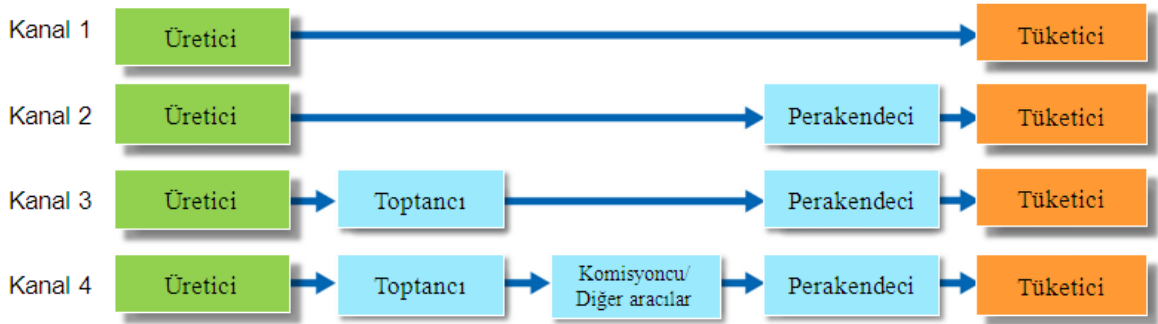 Kanal 1 Üretici Tüketici
Kanal 2 Üretici Perakendeci Tüketici
Kanal 3 Üretici Toptancı Perakendeci Tüketici
Kanal 4 Üretici Toptancı Komisyoncu/
Diğer aracılar Perakendeci Tüketici